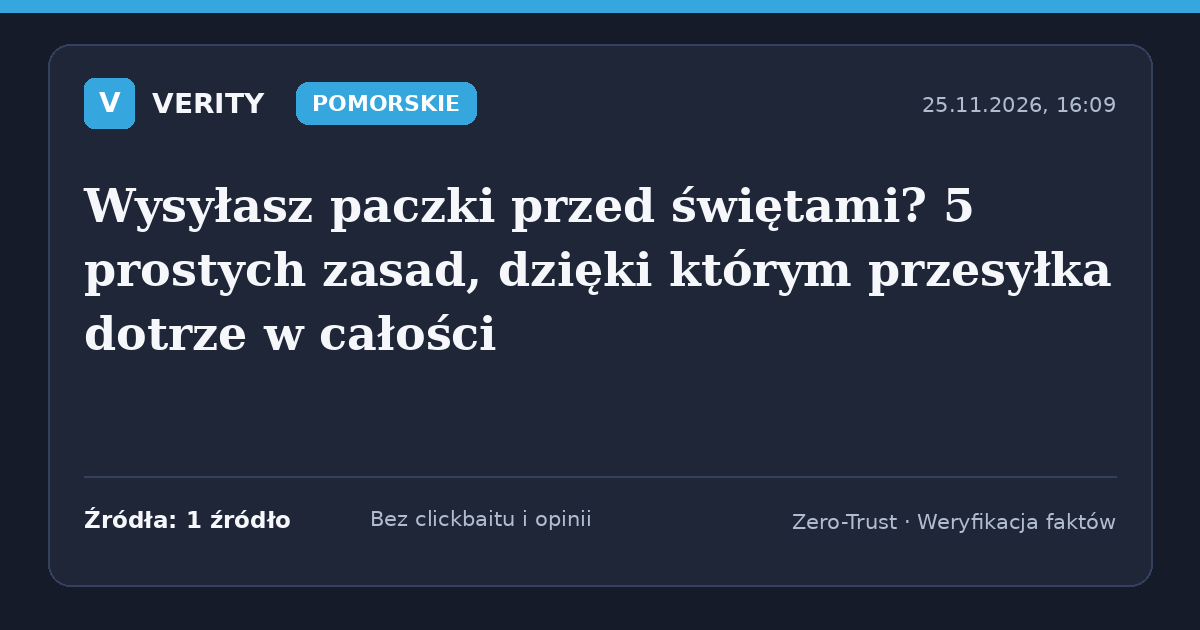 V VERITY POMORSKIE 25.11.2026, 16:09
Wysyłasz paczki przed świętami? 5
prostych zasad, dzięki którym przesyłka
dotrze w całości
Źródła: 1 źródło Bez clickbaitu i opinii Zero-Trust · Weryfikacja faktów